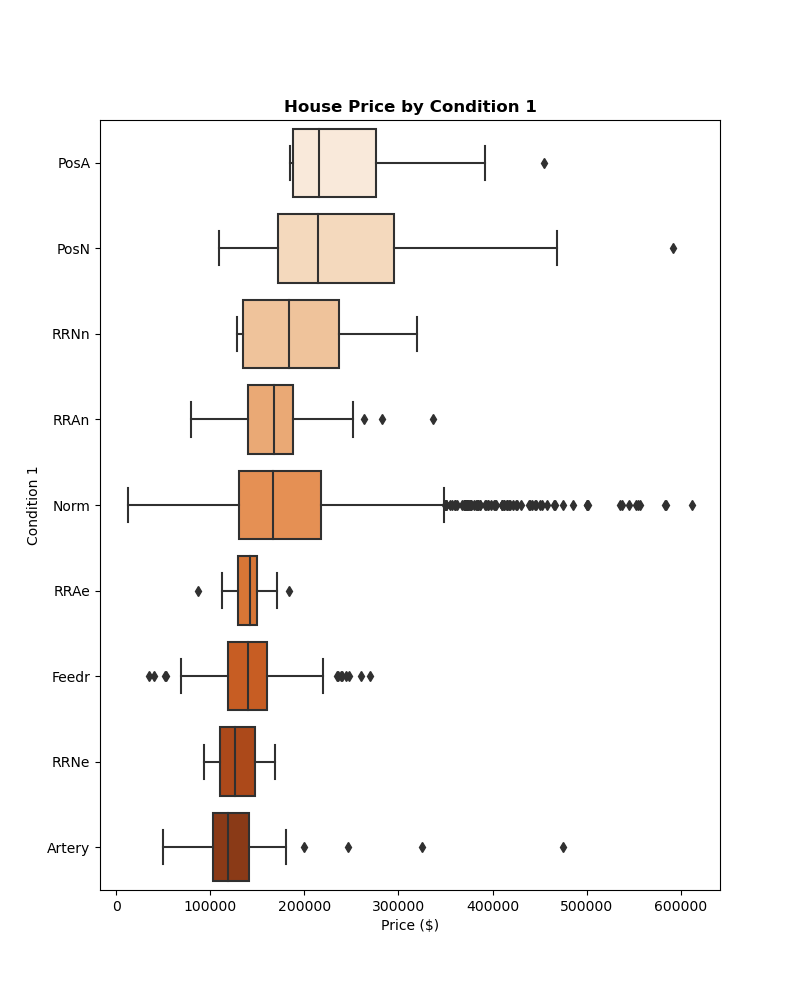 House Price by Condition 1
PosA
PosN
RRNn
RRAn
Norm
RRAe
Feedr
RRNe
Artery
Condition 1
0 100000 200000 300000 400000 500000 600000
Price ($)